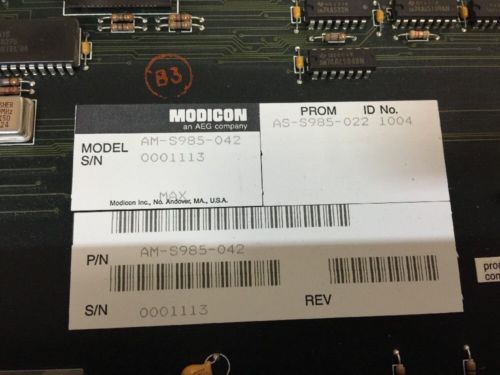 B3
MODICON
an AEG company
MODEL AM-S985-042
S/N 0001113
MAX
Modicon Inc., No. Andover, MA., U.S.A.
PROM ID No.
AS-S985-022 1004
P/N AM-S985-042
S/N 0001113
REV